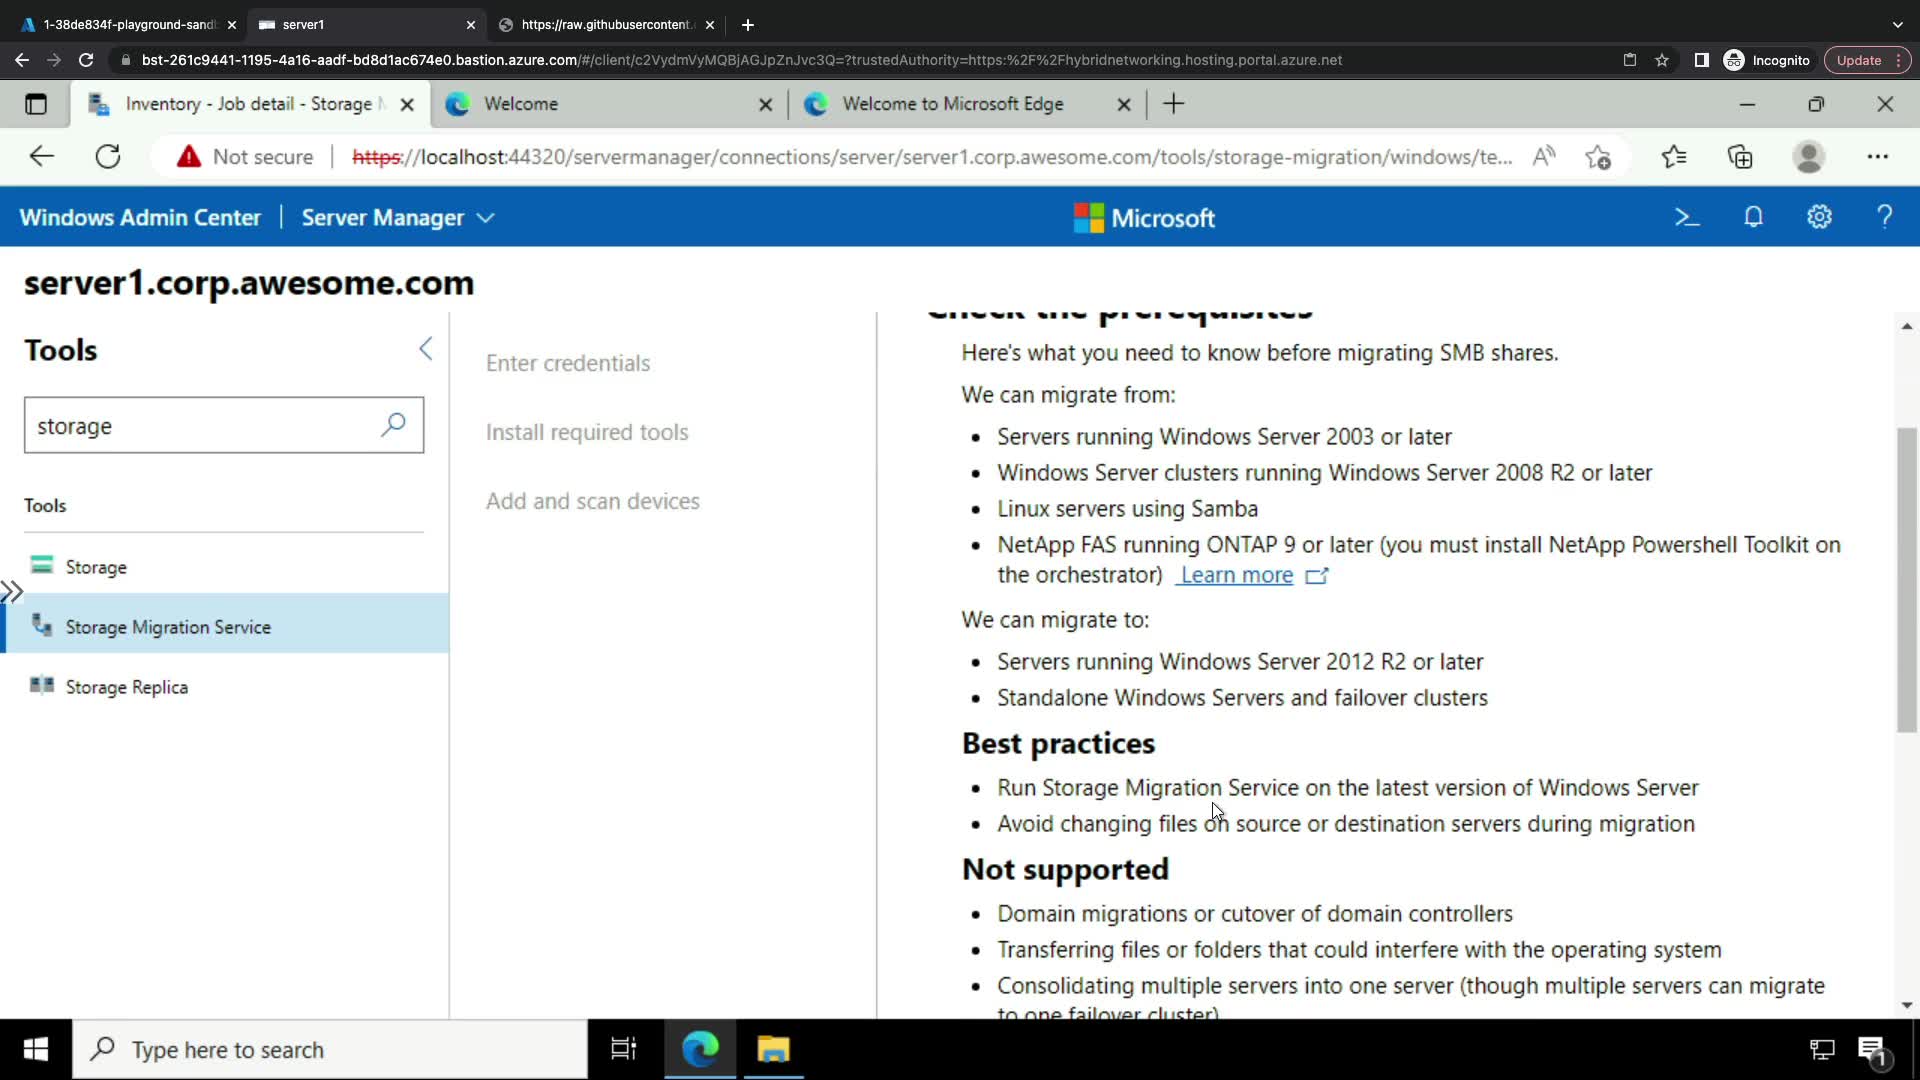 1-38de834f-playground-sand
server1
https://raw.githubusercontent.
bst-261c9441-1195-4a16-aadf-bd8d1ac674e0.bastion.azure.com/#/client/c2VydmVyMQBjAGJpZnJvc3Q=?trustedAuthority=https:%2F%2Fhybridnetworking.hosting.portal.azure.net
Incognito
Update
Inventory - Job detail - Storage M
Welcome
Welcome to Microsoft Edge
Not secure
https://localhost:44320/servermanager/connections/server/server1.corp.awesome.com/tools/storage-migration/windows/te...
Windows Admin Center
Server Manager
Microsoft
server1.corp.awesome.com
Tools
storage
Tools
Storage
Storage Migration Service
Storage Replica
Enter credentials
Install required tools
Add and scan devices
Check the prerequisites
Here's what you need to know before migrating SMB shares.
We can migrate from:
• Servers running Windows Server 2003 or later
• Windows Server clusters running Windows Server 2008 R2 or later
• Linux servers using Samba
• NetApp FAS running ONTAP 9 or later (you must install NetApp Powershell Toolkit on
the orchestrator) Learn more
We can migrate to:
• Servers running Windows Server 2012 R2 or later
• Standalone Windows Servers and failover clusters
Best practices
• Run Storage Migration Service on the latest version of Windows Server
• Avoid changing files on source or destination servers during migration
Not supported
• Domain migrations or cutover of domain controllers
• Transferring files or folders that could interfere with the operating system
• Consolidating multiple servers into one server (though multiple servers can migrate
to one failover cluster)
Type here to search
1